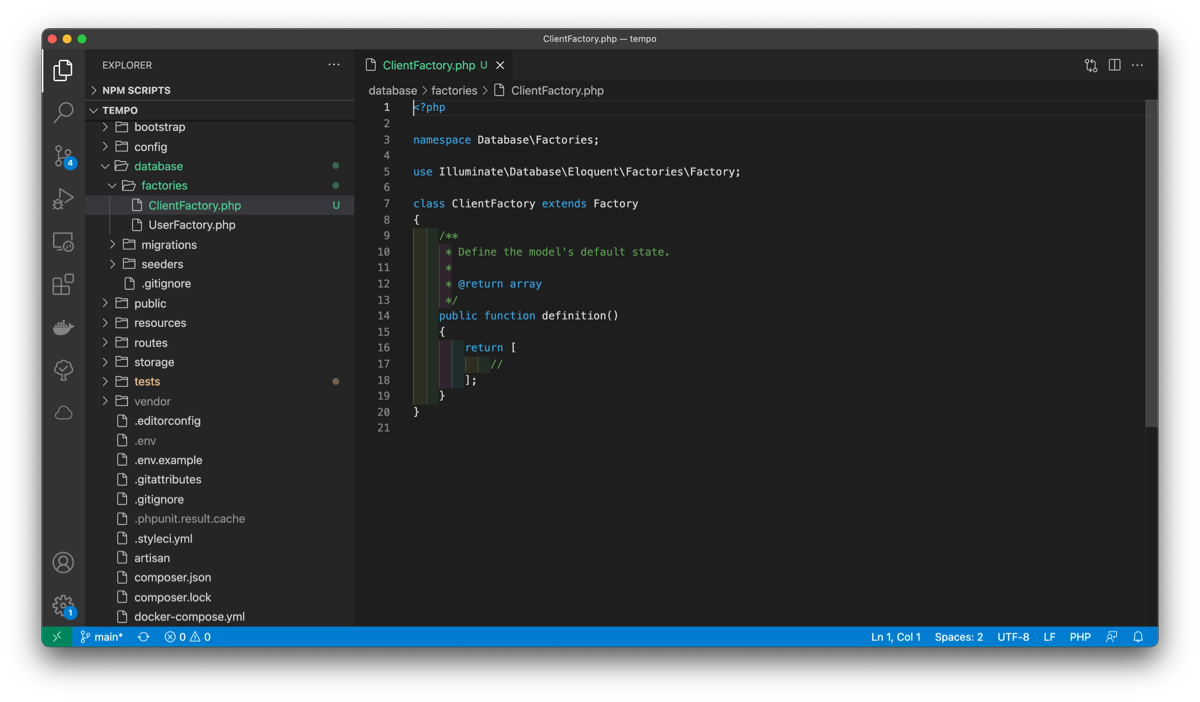 ClientFactory.php — tempo
EXPLORER
NPM SCRIPTS
TEMPO
bootstrap
config
database
factories
ClientFactory.php U
UserFactory.php
migrations
seeders
.gitignore
public
resources
routes
storage
tests
vendor
.editorconfig
.env
.env.example
.gitattributes
.gitignore
.phpunit.result.cache
.styleci.yml
artisan
composer.json
composer.lock
docker-compose.yml
4
1
ClientFactory.php U
database > factories > ClientFactory.php
1 <?php
2
3 namespace Database\Factories;
4
5 use Illuminate\Database\Eloquent\Factories\Factory;
6
7 class ClientFactory extends Factory
8 {
9 /**
10 * Define the model's default state.
11 *
12 * @return array
13 */
14 public function definition()
15 {
16 return [
17 //
18 ];
19 }
20 }
21
main* 0 0 Ln 1, Col 1 Spaces: 2 UTF-8 LF PHP